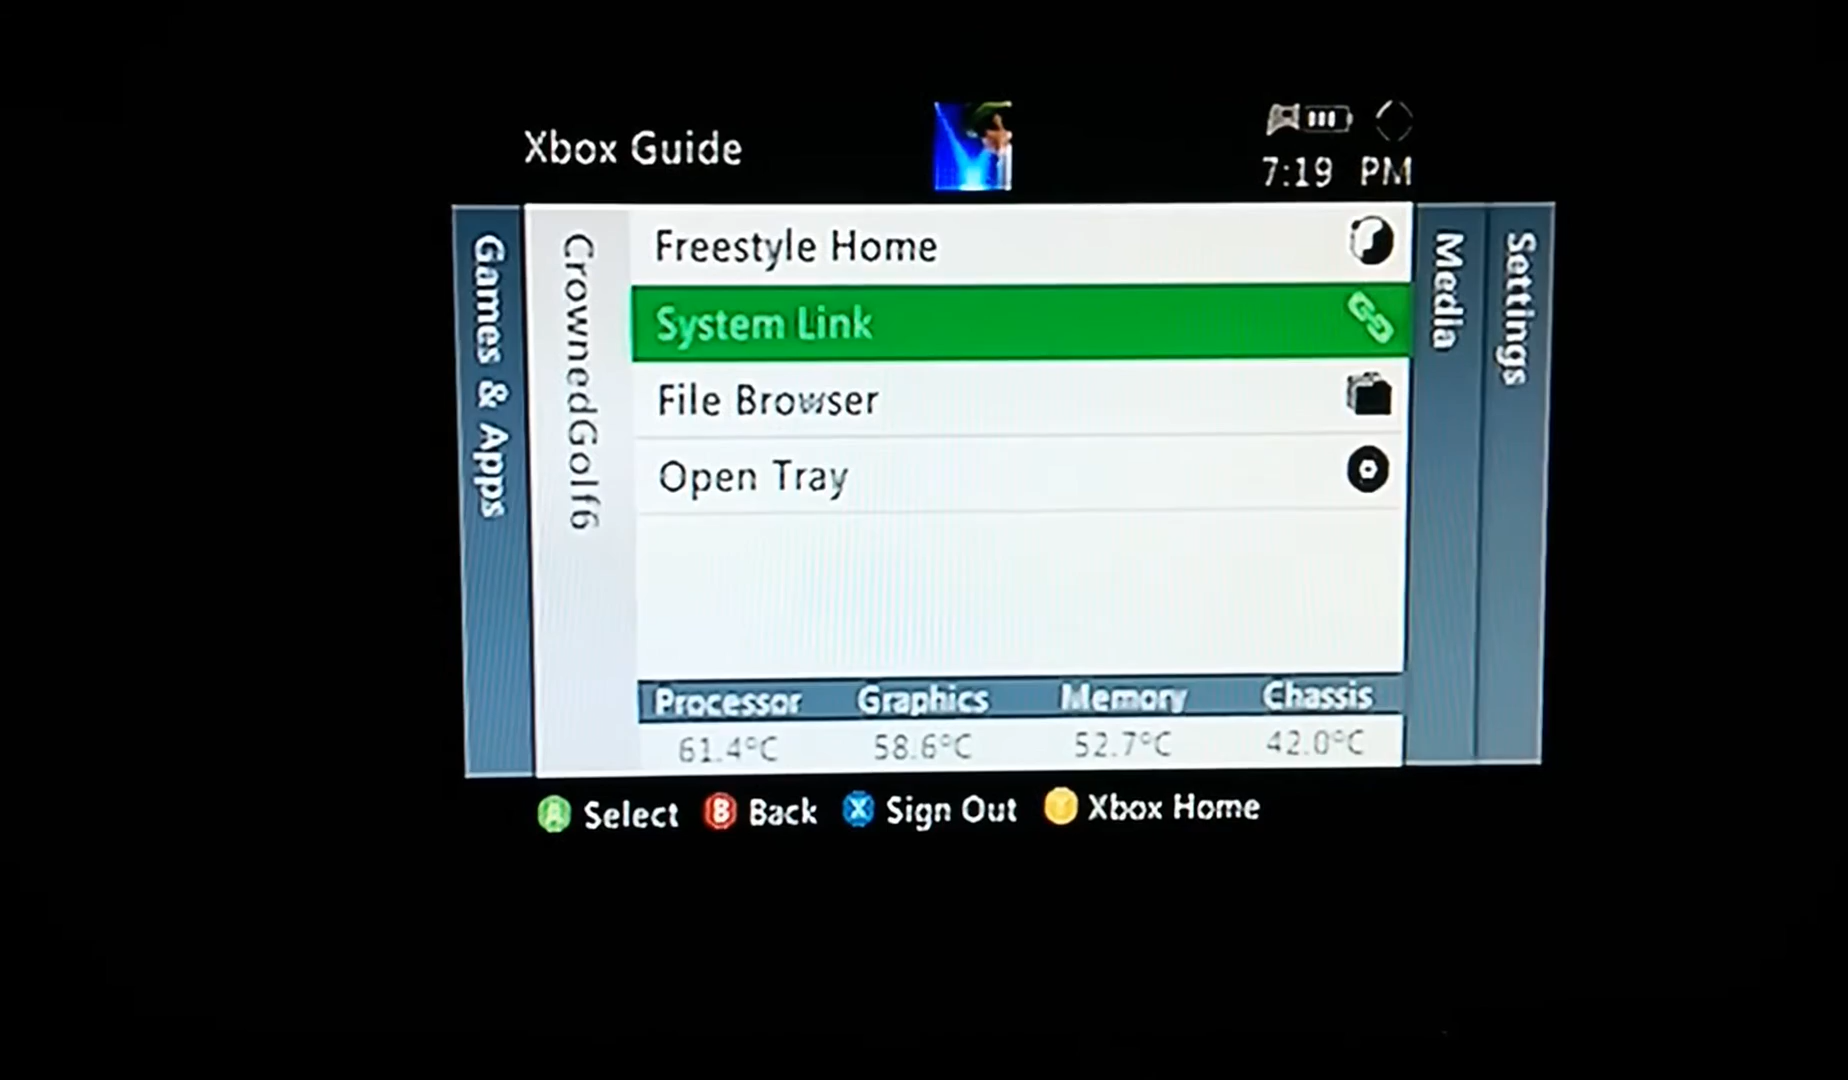 Xbox Guide
7:19 PM
Games & Apps
CrownedGolf6
Freestyle Home
System Link
File Browser
Open Tray
Media
Settings
Processor Graphics Memory Chassis
61.4°C 58.6°C 52.7°C 42.0°C
A Select B Back X Sign Out Y Xbox Home